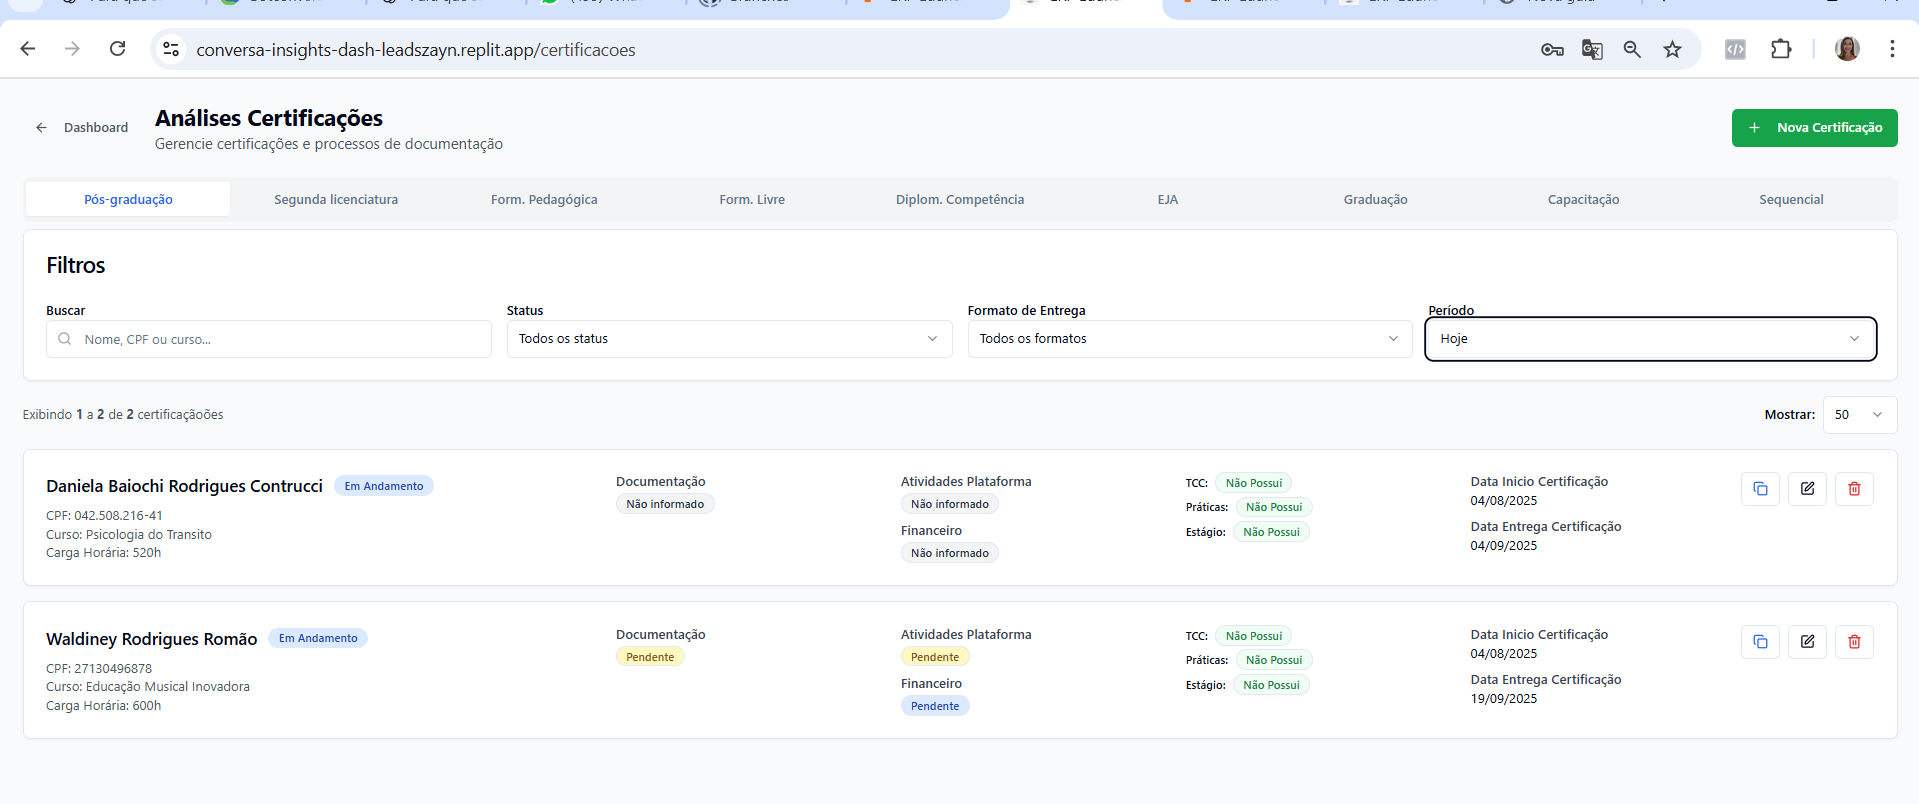 conversa-insights-dash-leadszayn.replit.app/certificacoes
Dashboard
Análises Certificações
Gerencie certificações e processos de documentação
+ Nova Certificação
Pós-graduação Segunda licenciatura Form. Pedagógica Form. Livre Diplom. Competência EJA Graduação Capacitação Sequencial
Filtros
Buscar Status Formato de Entrega Período
Nome, CPF ou curso... Todos os status Todos os formatos Hoje
Exibindo 1 a 2 de 2 certificaçãoões
Mostrar: 50
Daniela Baiochi Rodrigues Contrucci Em Andamento
CPF: 042.508.216-41
Curso: Psicologia do Transito
Carga Horária: 520h
Documentação
Não informado
Atividades Plataforma
Não informado
Financeiro
Não informado
TCC: Não Possui
Práticas: Não Possui
Estágio: Não Possui
Data Inicio Certificação
04/08/2025
Data Entrega Certificação
04/09/2025
Waldiney Rodrigues Romão Em Andamento
CPF: 27130496878
Curso: Educação Musical Inovadora
Carga Horária: 600h
Documentação
Pendente
Atividades Plataforma
Pendente
Financeiro
Pendente
TCC: Não Possui
Práticas: Não Possui
Estágio: Não Possui
Data Inicio Certificação
04/08/2025
Data Entrega Certificação
19/09/2025